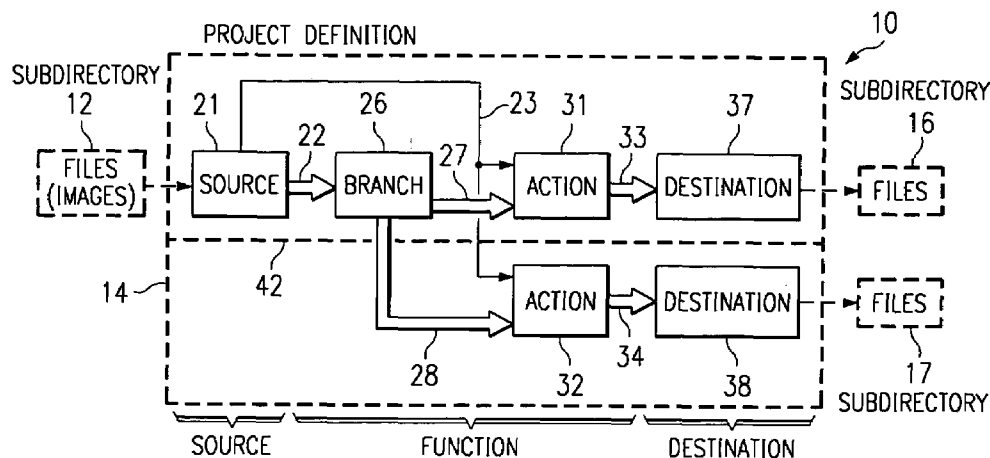 PROJECT DEFINITION
10
SUBDIRECTORY
12
21
22
26
27
23
31
33
37
SUBDIRECTORY
16
FILES
(IMAGES)
SOURCE
BRANCH
ACTION
DESTINATION
FILES
14
42
28
ACTION
32
34
DESTINATION
38
FILES
17
SUBDIRECTORY
SOURCE
FUNCTION
DESTINATION